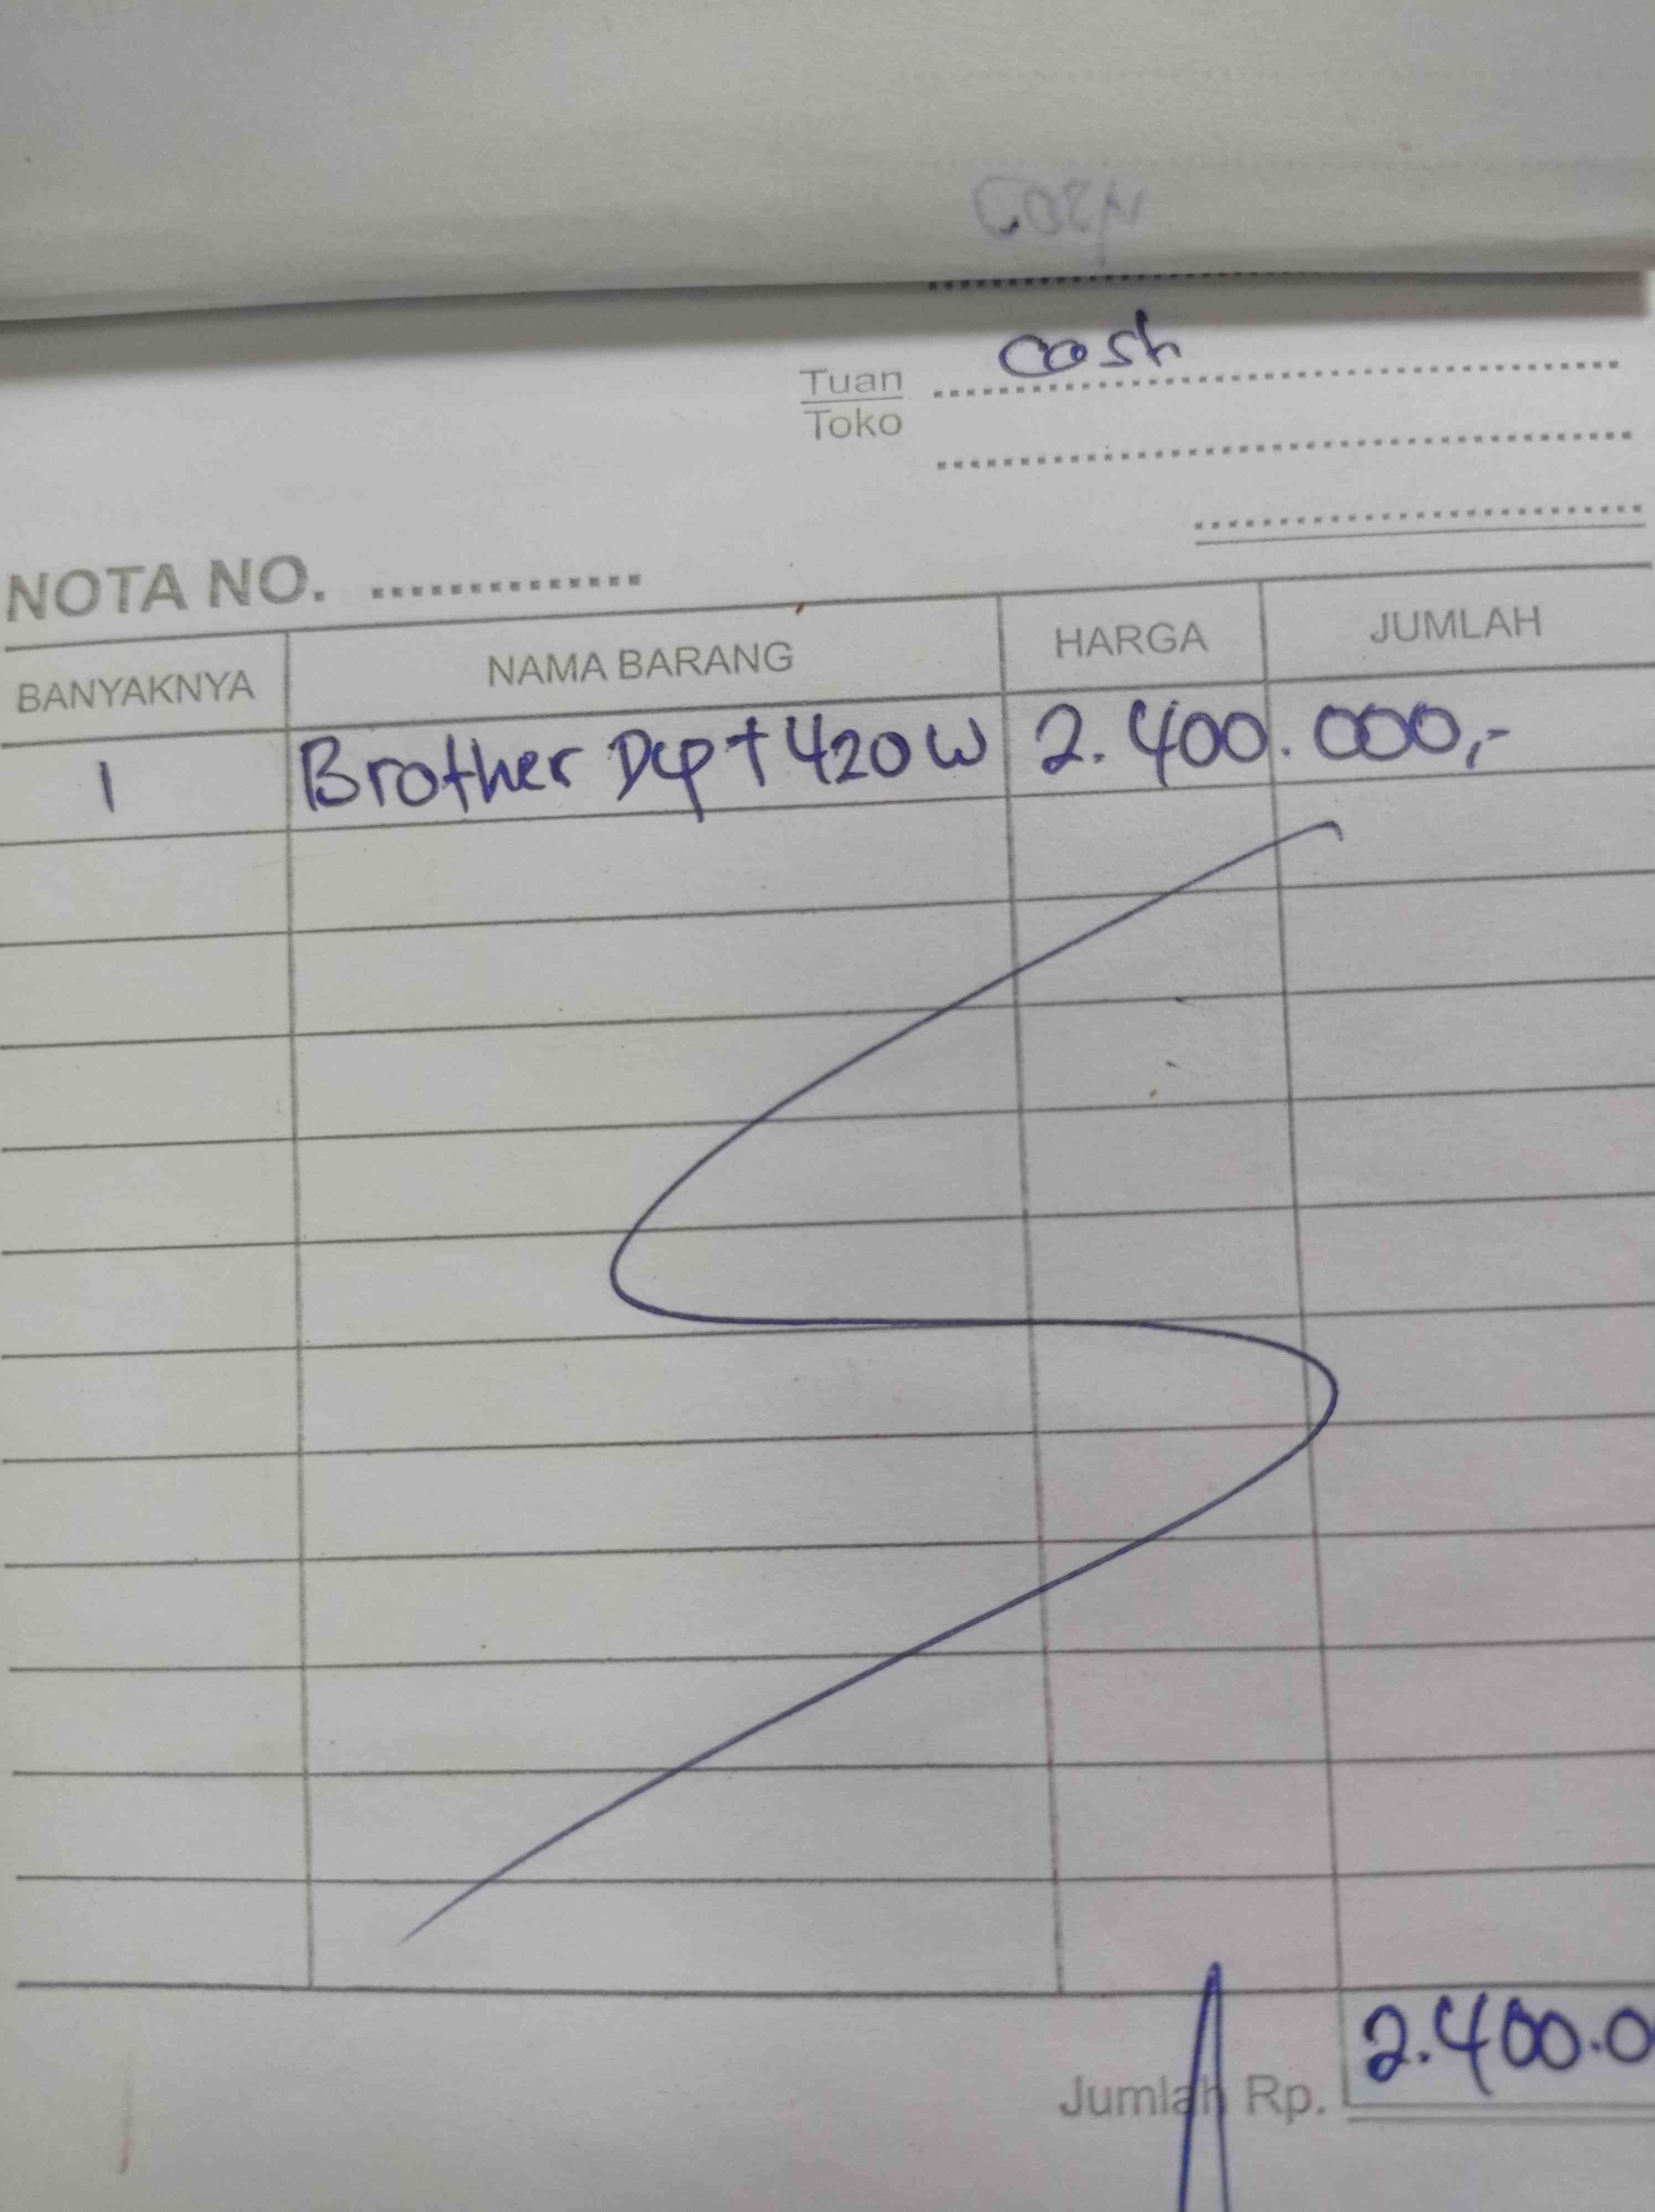 cash
Tuan
Toko
NOTA NO. ..............
BANYAKNYA NAMA BARANG HARGA JUMLAH
1 Brother Dcp T 420 W 2.400.000,-
Jumlah Rp. 2.400.0